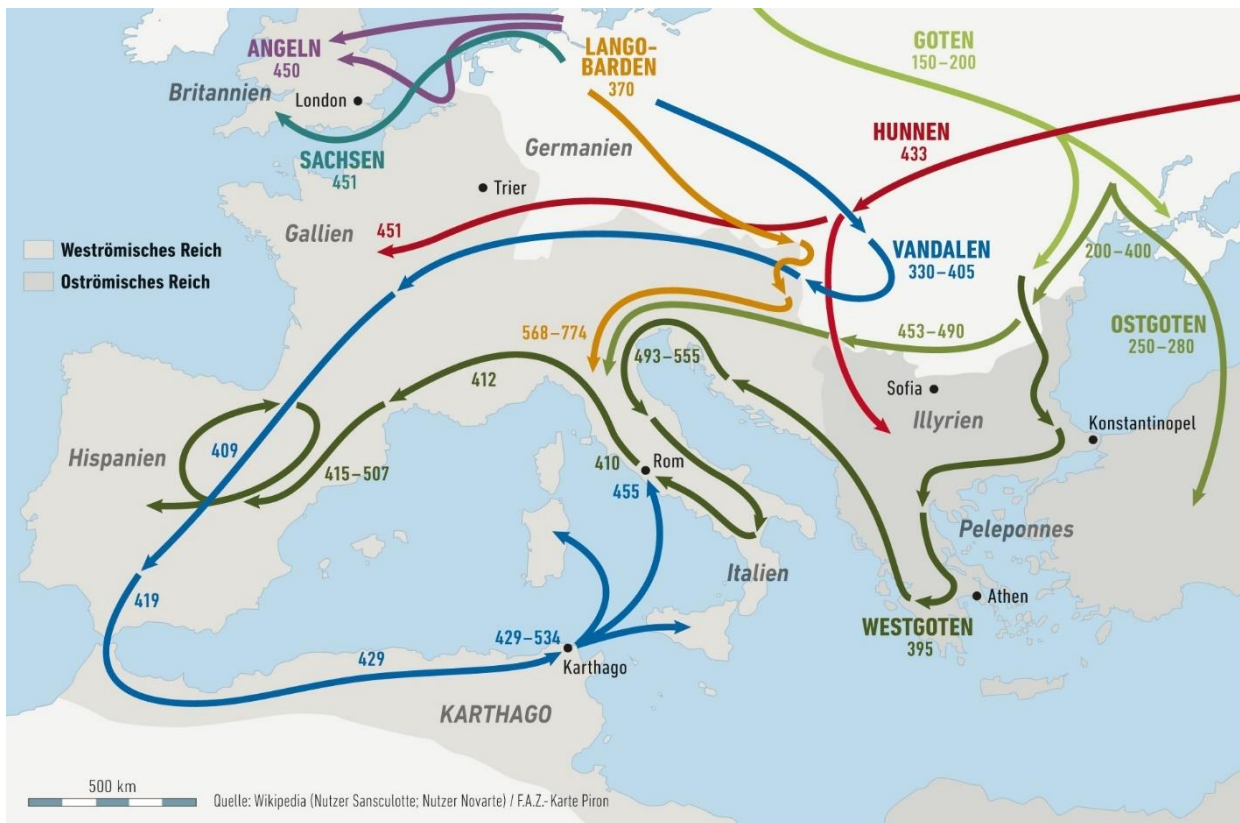 ANGELN
450
Britannien
London
SACHSEN
451
LANGO-
BARDEN
370
GOTEN
150–200
HUNNEN
433
Germanien
Trier
Gallien
451
Weströmisches Reich
Oströmisches Reich
VANDALEN
330–405
200–400
OSTGOTEN
250–280
568–774
453–490
493–555
412
Sofia
Illyrien
Konstantinopel
Hispanien
409
415–507
410
Rom
455
Peleponnes
Italien
Athen
WESTGOTEN
395
419
429–534
Karthago
429
KARTHAGO
500 km
Quelle: Wikipedia (Nutzer Sansculotte; Nutzer Novarte) / F.A.Z.-Karte Piron